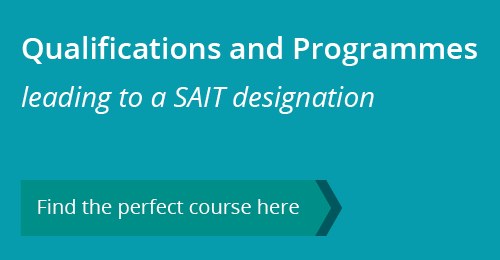 Qualifications and Programmes
leading to a SAIT designation
Find the perfect course here